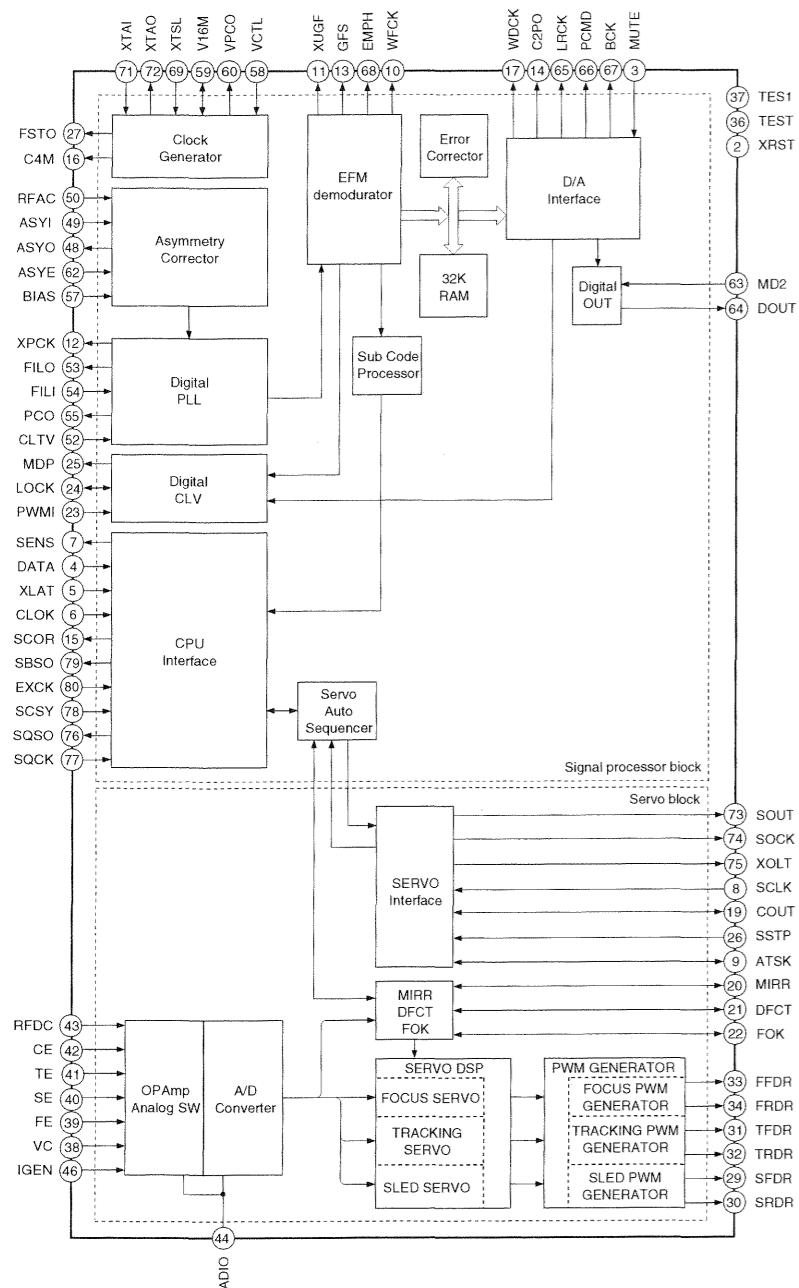 XTAI
XTAO
XTSL
V16M
VPCO
VCTL
XUGF
GFS
EMPH
WFCK
WDCK
C2PO
LRCK
PCMD
BCK
MUTE
71
72
69
59
60
58
11
13
68
10
17
14
65
66
67
3
37 TES1
36 TEST
2 XRST
FSTO 27
C4M 16
Clock
Generator
RFAC 50
ASYI 49
ASYO 48
ASYE 62
BIAS 57
Asymmetry
Corrector
EFM
demodurator
Error
Corrector
32K
RAM
D/A
Interface
Digital
OUT
63 MD2
64 DOUT
XPCK 12
FILO 53
FILI 54
PCO 55
CLTV 52
Digital
PLL
Sub Code
Processor
MDP 25
LOCK 24
PWMI 23
Digital
CLV
SENS 7
DATA 4
XLAT 5
CLOK 6
SCOR 15
SBSO 79
EXCK 80
SCSY 78
SQSO 76
SQCK 77
CPU
Interface
Servo
Auto
Sequencer
Signal processor block
Servo block
SERVO
Interface
73 SOUT
74 SOCK
75 XOLT
8 SCLK
19 COUT
26 SSTP
9 ATSK
20 MIRR
21 DFCT
22 FOK
MIRR
DFCT
FOK
RFDC 43
CE 42
TE 41
SE 40
FE 39
VC 38
IGEN 46
OPAmp
Analog SW
A/D
Converter
SERVO DSP
FOCUS SERVO
TRACKING
SERVO
SLED SERVO
PWM GENERATOR
FOCUS PWM
GENERATOR
TRACKING PWM
GENERATOR
SLED PWM
GENERATOR
33 FFDR
34 FRDR
31 TFDR
32 TRDR
29 SFDR
30 SRDR
44
ADIO